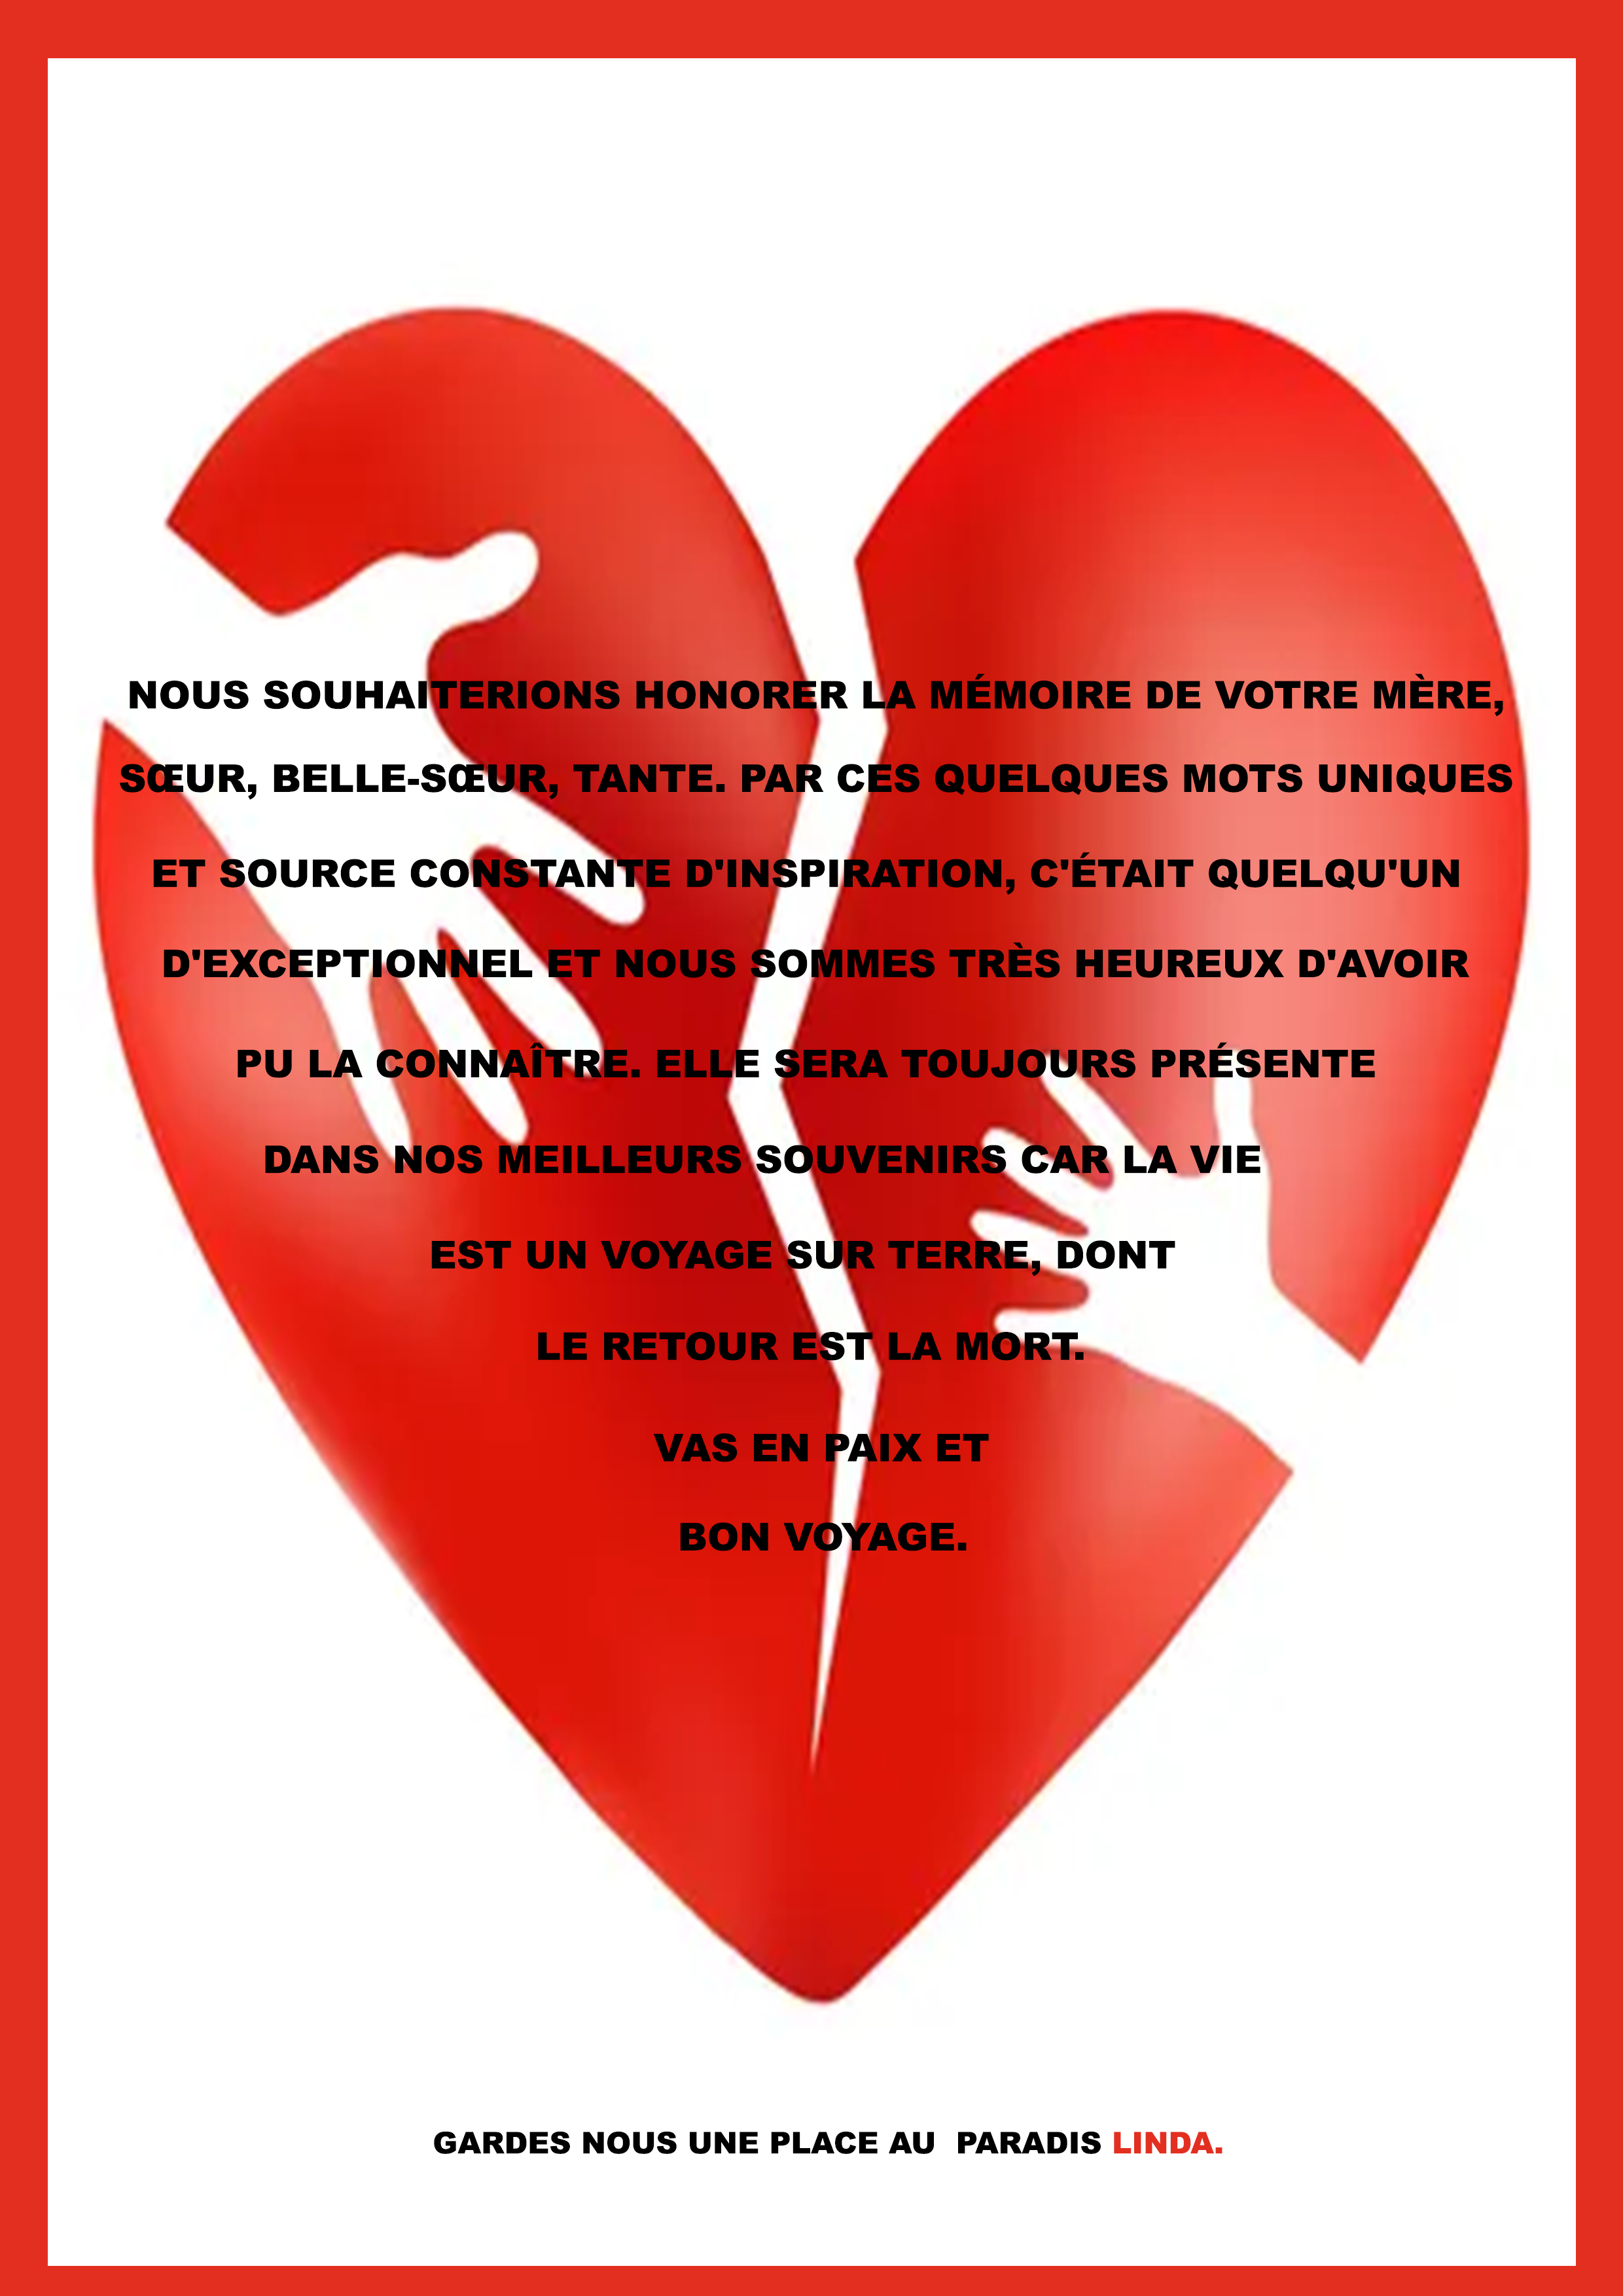 NOUS SOUHAITERIONS HONORER LA MÉMOIRE DE VOTRE MÈRE,
SŒUR, BELLE-SŒUR, TANTE. PAR CES QUELQUES MOTS UNIQUES
ET SOURCE CONSTANTE D'INSPIRATION, C'ÉTAIT QUELQU'UN
D'EXCEPTIONNEL ET NOUS SOMMES TRÈS HEUREUX D'AVOIR
PU LA CONNAÎTRE. ELLE SERA TOUJOURS PRÉSENTE
DANS NOS MEILLEURS SOUVENIRS CAR LA VIE
EST UN VOYAGE SUR TERRE, DONT
LE RETOUR EST LA MORT.
VAS EN PAIX ET
BON VOYAGE.
GARDES NOUS UNE PLACE AU  PARADIS LINDA.